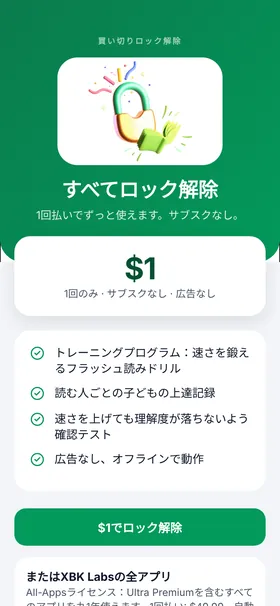 買い切りロック解除
すべてロック解除
1回払いでずっと使えます。サブスクなし。
$1
1回のみ · サブスクなし · 広告なし
トレーニングプログラム：速さを鍛え
るフラッシュ読みドリル
読む人ごとの子どもの上達記録
速さを上げても理解度が落ちないよう
確認テスト
広告なし、オフラインで動作
$1でロック解除
またはXBK Labsの全アプリ
All-Appsライセンス：Ultra Premiumを含むすべて